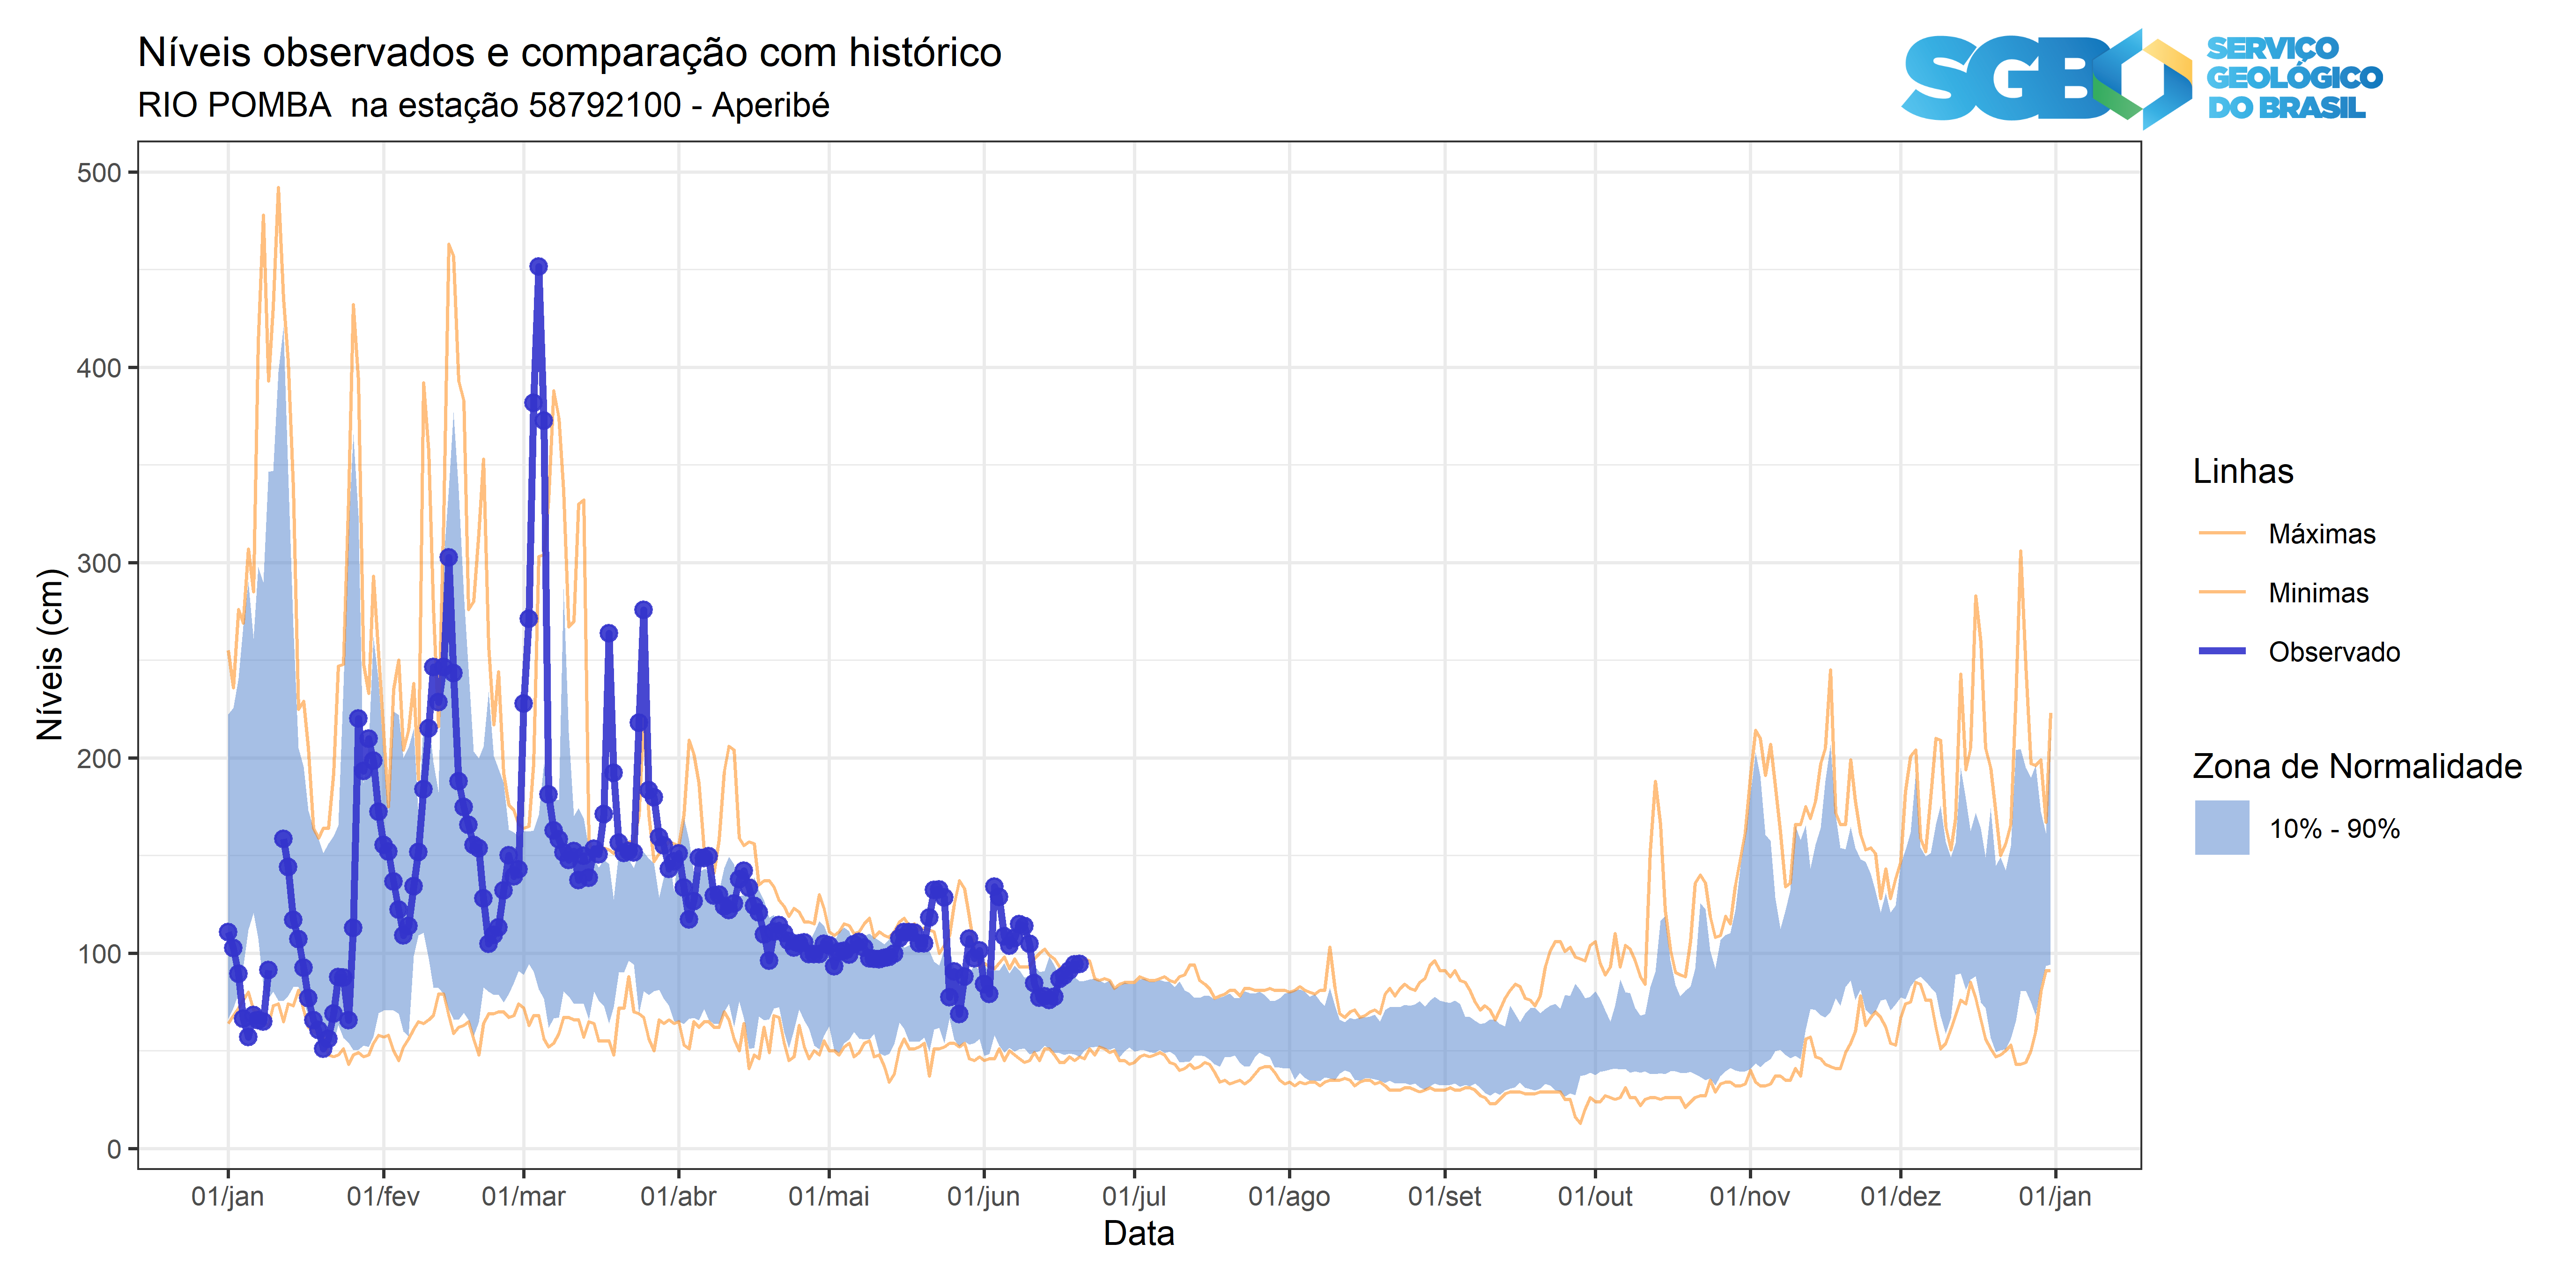 Níveis observados e comparação com histórico
RIO POMBA  na estação 58792100 - Aperibé
SGB
SERVIÇO
GEOLÓGICO
DO BRASIL
500
400
300
200
100
0
Níveis (cm)
01/jan
01/fev
01/mar
01/abr
01/mai
01/jun
01/jul
01/ago
01/set
01/out
01/nov
01/dez
01/jan
Data
Linhas
Máximas
Minimas
Observado
Zona de Normalidade
10% - 90%